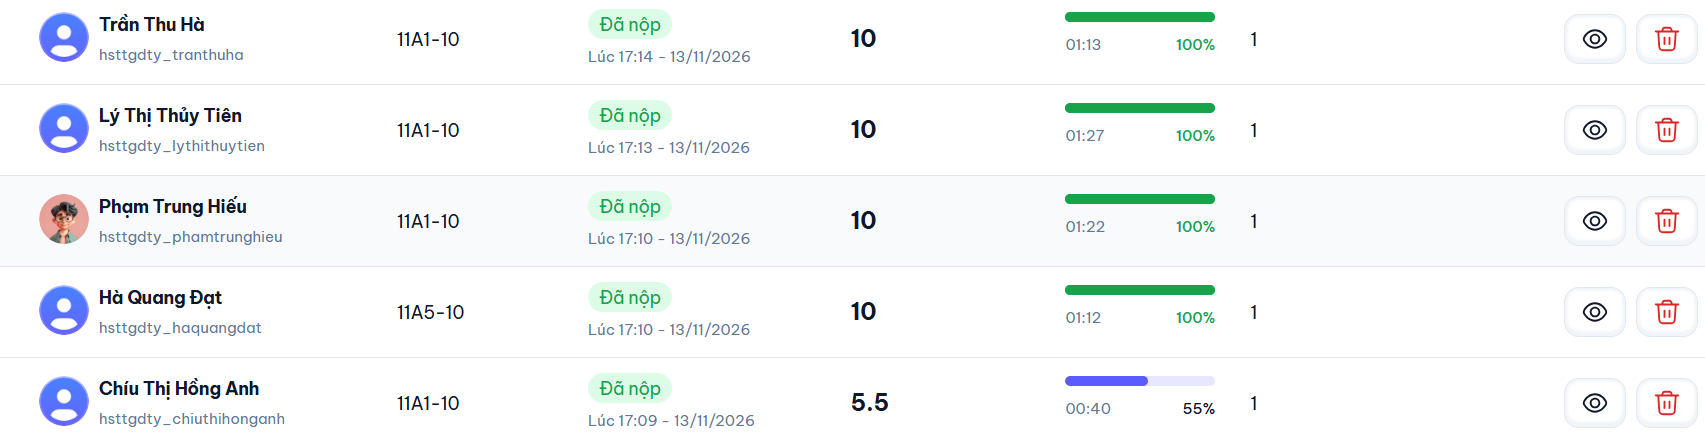 Trần Thu Hà
hsttgdty_tranthuha
11A1-10
Đã nộp
Lúc 17:14 - 13/11/2026
10
01:13 100%
1
Lý Thị Thủy Tiên
hsttgdty_lythithuytien
11A1-10
Đã nộp
Lúc 17:13 - 13/11/2026
10
01:27 100%
1
Phạm Trung Hiếu
hsttgdty_phamtrunghieu
11A1-10
Đã nộp
Lúc 17:10 - 13/11/2026
10
01:22 100%
1
Hà Quang Đạt
hsttgdty_haquangdat
11A5-10
Đã nộp
Lúc 17:10 - 13/11/2026
10
01:12 100%
1
Chíu Thị Hồng Anh
hsttgdty_chiuthihonganh
11A1-10
Đã nộp
Lúc 17:09 - 13/11/2026
5.5
00:40 55%
1